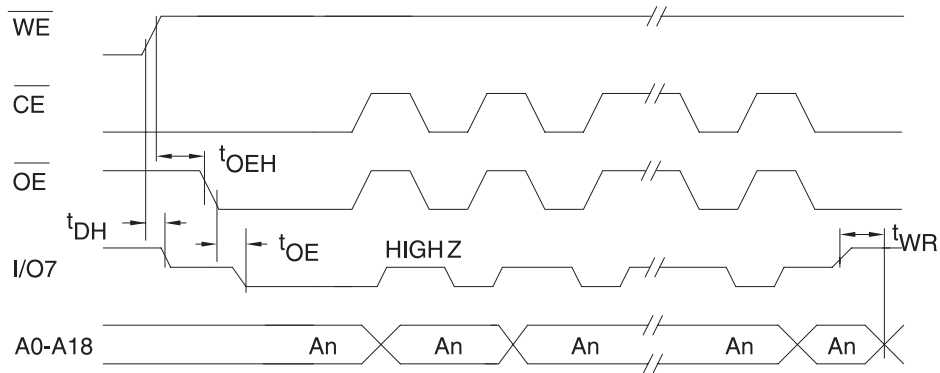 WE
CE
tOEH
OE
tDH
tOE
HIGH Z
tWR
I/O7
A0-A18 An An An An An